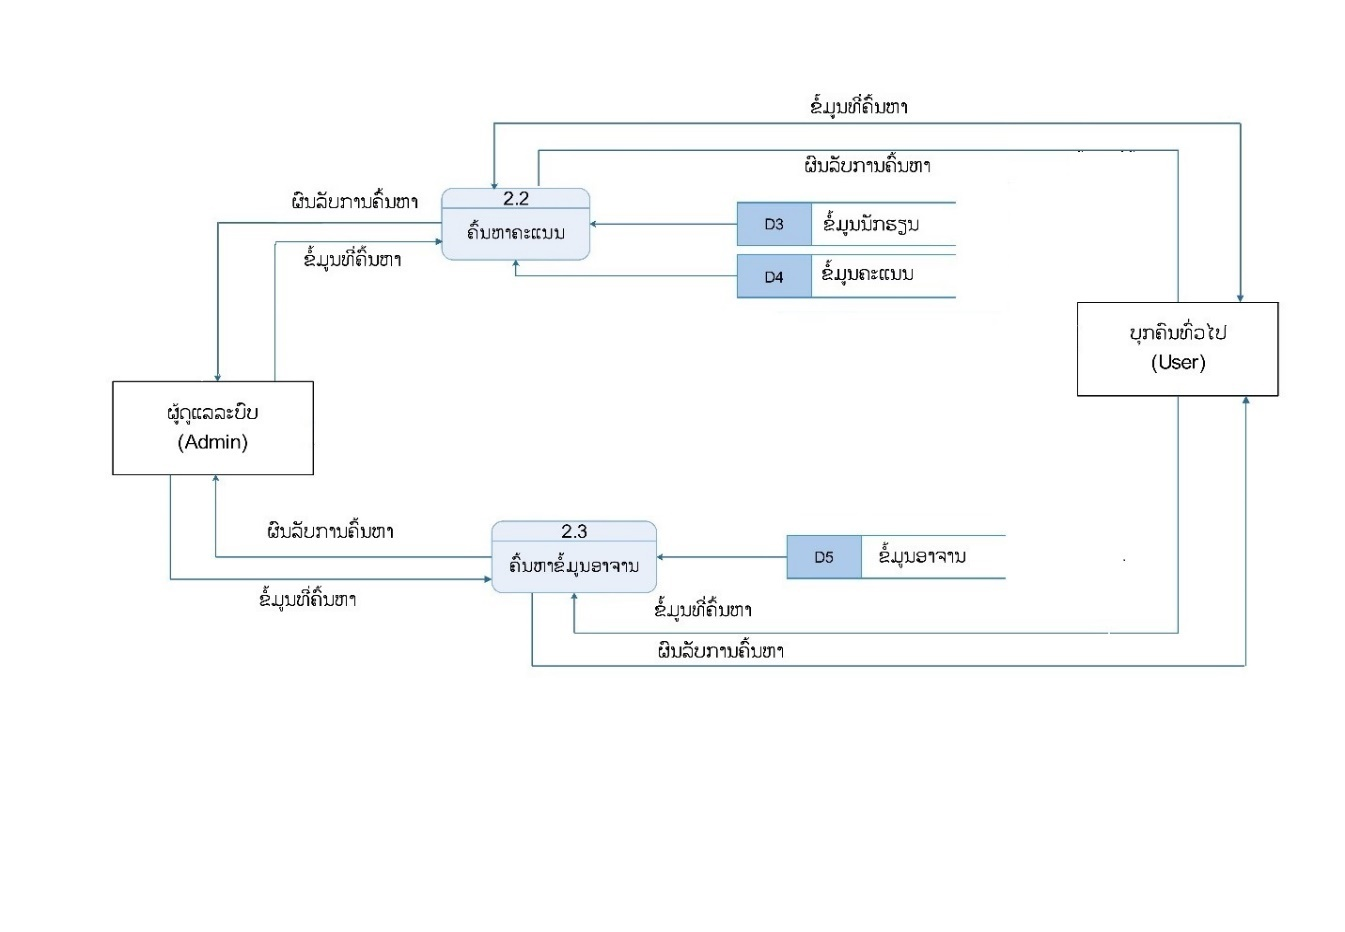 ຂໍ້ມູນທີ່ຄົ້ນຫາ
ຜົນລັບການຄົ້ນຫາ
ຜົນລັບການຄົ້ນຫາ
2.2
ຄົ້ນຫາຄະແນນ
D3
ຂໍ້ມູນນັກຮຽນ
ຂໍ້ມູນທີ່ຄົ້ນຫາ
D4
ຂໍ້ມູນຄະແນນ
ບຸກຄົນທົ່ວໄປ
(User)
ຜູ້ດູແລລະບົບ
(Admin)
ຜົນລັບການຄົ້ນຫາ
2.3
ຄົ້ນຫາຂໍ້ມູນອາຈານ
D5
ຂໍ້ມູນອາຈານ
ຂໍ້ມູນທີ່ຄົ້ນຫາ
ຂໍ້ມູນທີ່ຄົ້ນຫາ
ຜົນລັບການຄົ້ນຫາ